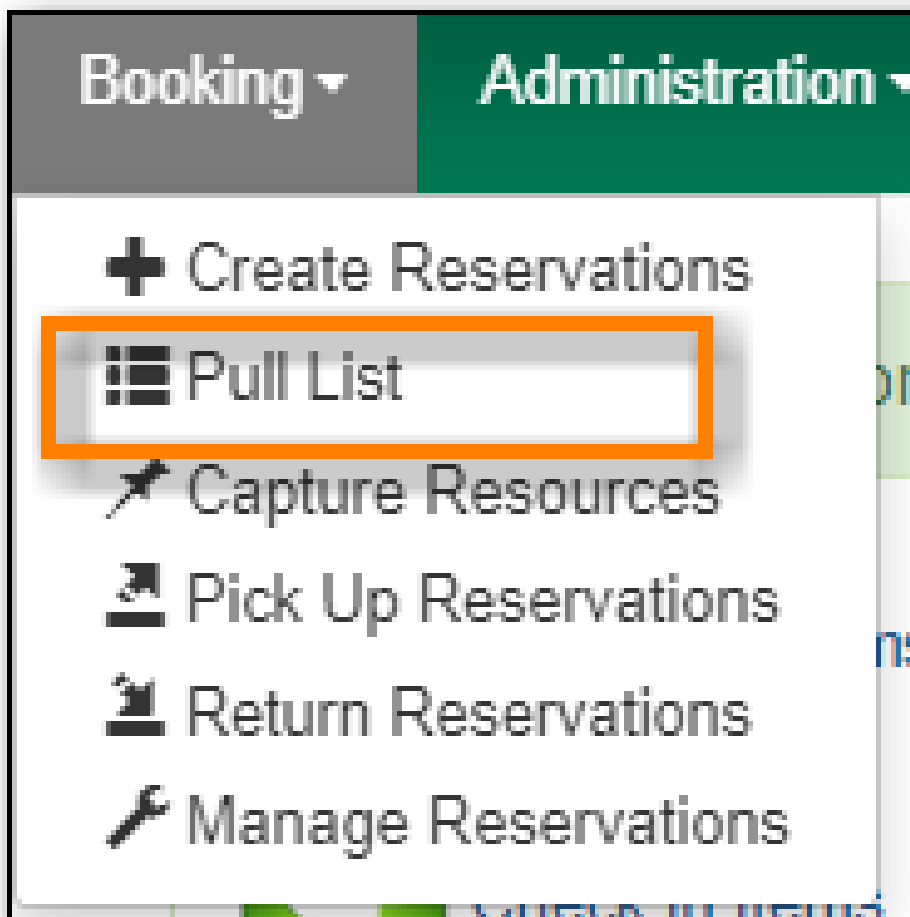 Booking Administration
Create Reservations
Pull List
Capture Resources
Pick Up Reservations
Return Reservations
Manage Reservations